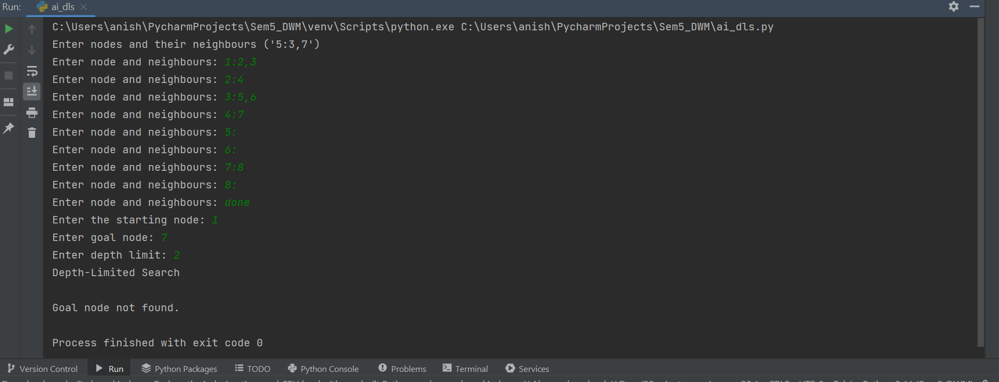 Run: ai_dls
C:\Users\anish\PycharmProjects\Sem5_DWM\venv\Scripts\python.exe C:\Users\anish\PycharmProjects\Sem5_DWM\ai_dls.py
Enter nodes and their neighbours ('5:3,7')
Enter node and neighbours: 1:2,3
Enter node and neighbours: 2:4
Enter node and neighbours: 3:5,6
Enter node and neighbours: 4:7
Enter node and neighbours: 5:
Enter node and neighbours: 6:
Enter node and neighbours: 7:8
Enter node and neighbours: 8:
Enter node and neighbours: done
Enter the starting node: 1
Enter goal node: 7
Enter depth limit: 2
Depth-Limited Search
Goal node not found.
Process finished with exit code 0
Version Control Run Python Packages TODO Python Console Problems Terminal Services